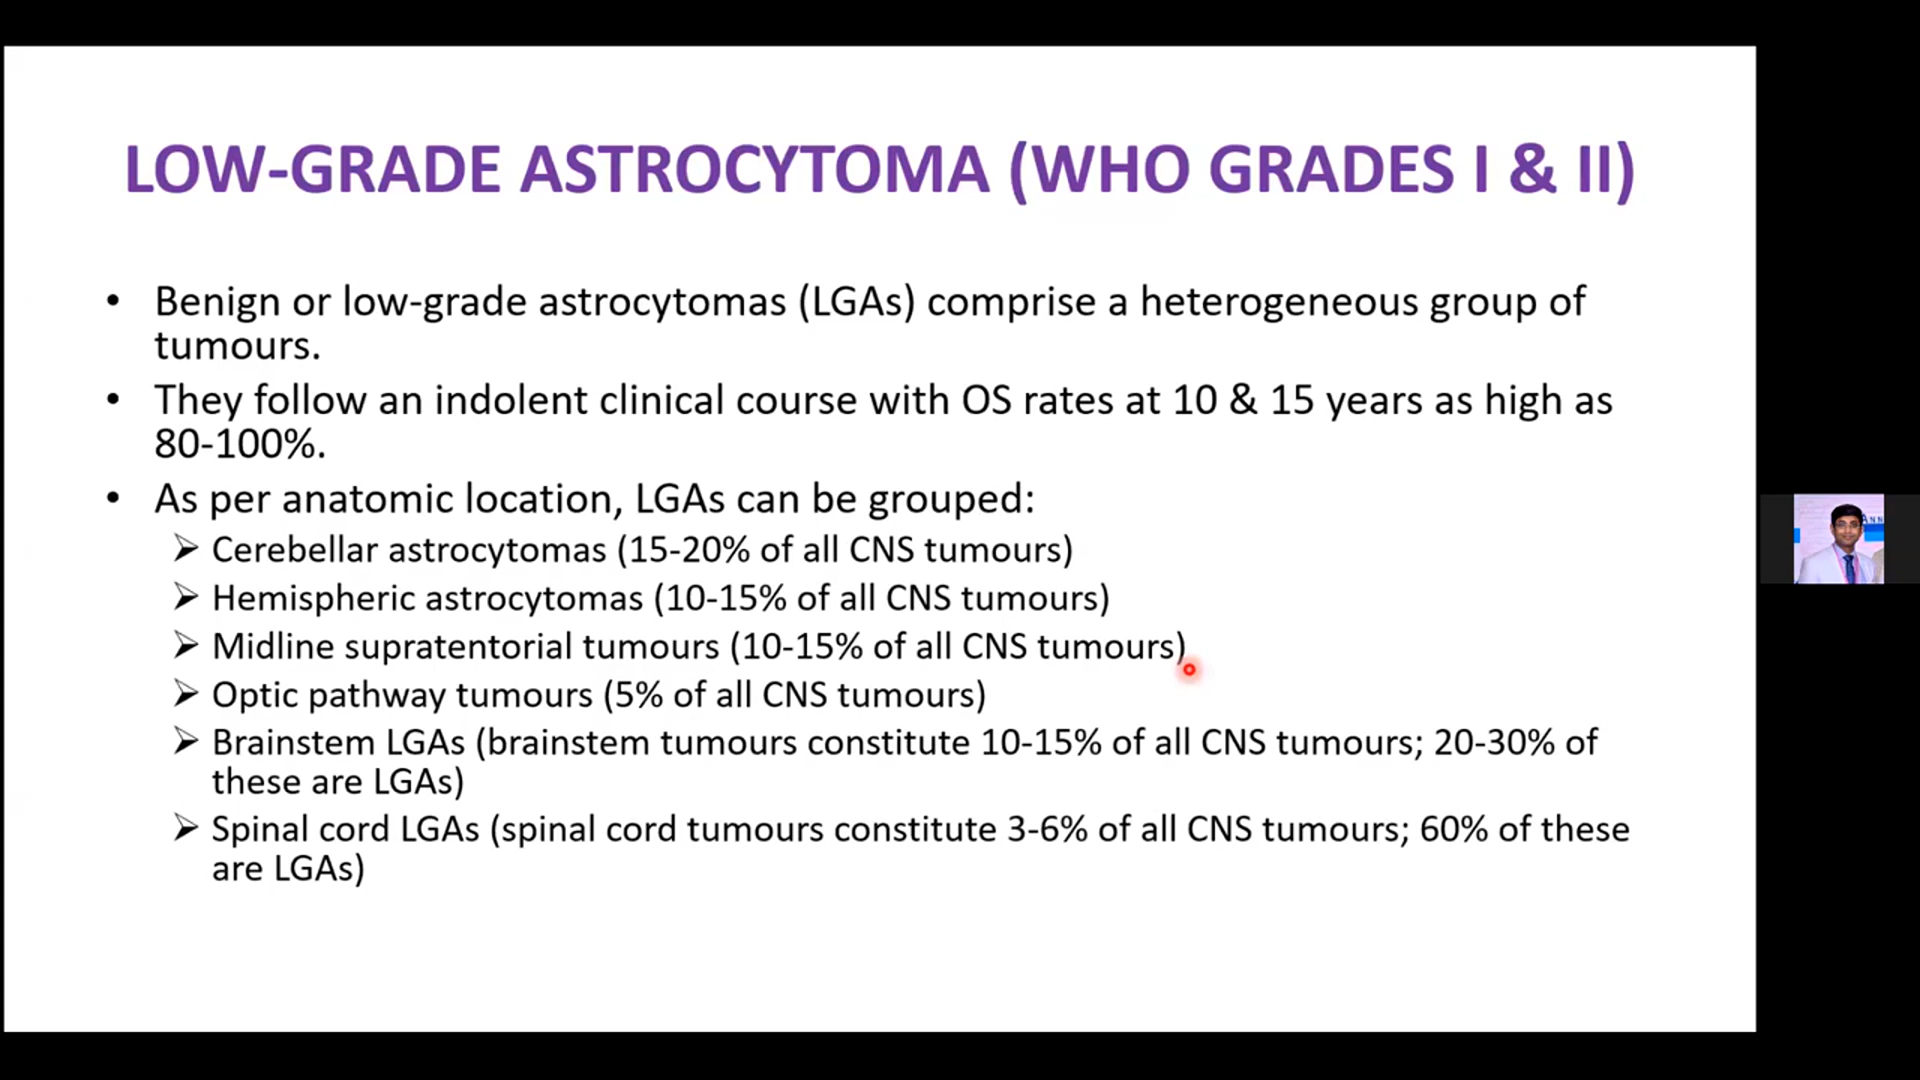 LOW-GRADE ASTROCYTOMA (WHO GRADES I & II)
• Benign or low-grade astrocytomas (LGAs) comprise a heterogeneous group of
tumours.
• They follow an indolent clinical course with OS rates at 10 & 15 years as high as
80-100%.
• As per anatomic location, LGAs can be grouped:
➢ Cerebellar astrocytomas (15-20% of all CNS tumours)
➢ Hemispheric astrocytomas (10-15% of all CNS tumours)
➢ Midline supratentorial tumours (10-15% of all CNS tumours)
➢ Optic pathway tumours (5% of all CNS tumours)
➢ Brainstem LGAs (brainstem tumours constitute 10-15% of all CNS tumours; 20-30% of
these are LGAs)
➢ Spinal cord LGAs (spinal cord tumours constitute 3-6% of all CNS tumours; 60% of these
are LGAs)